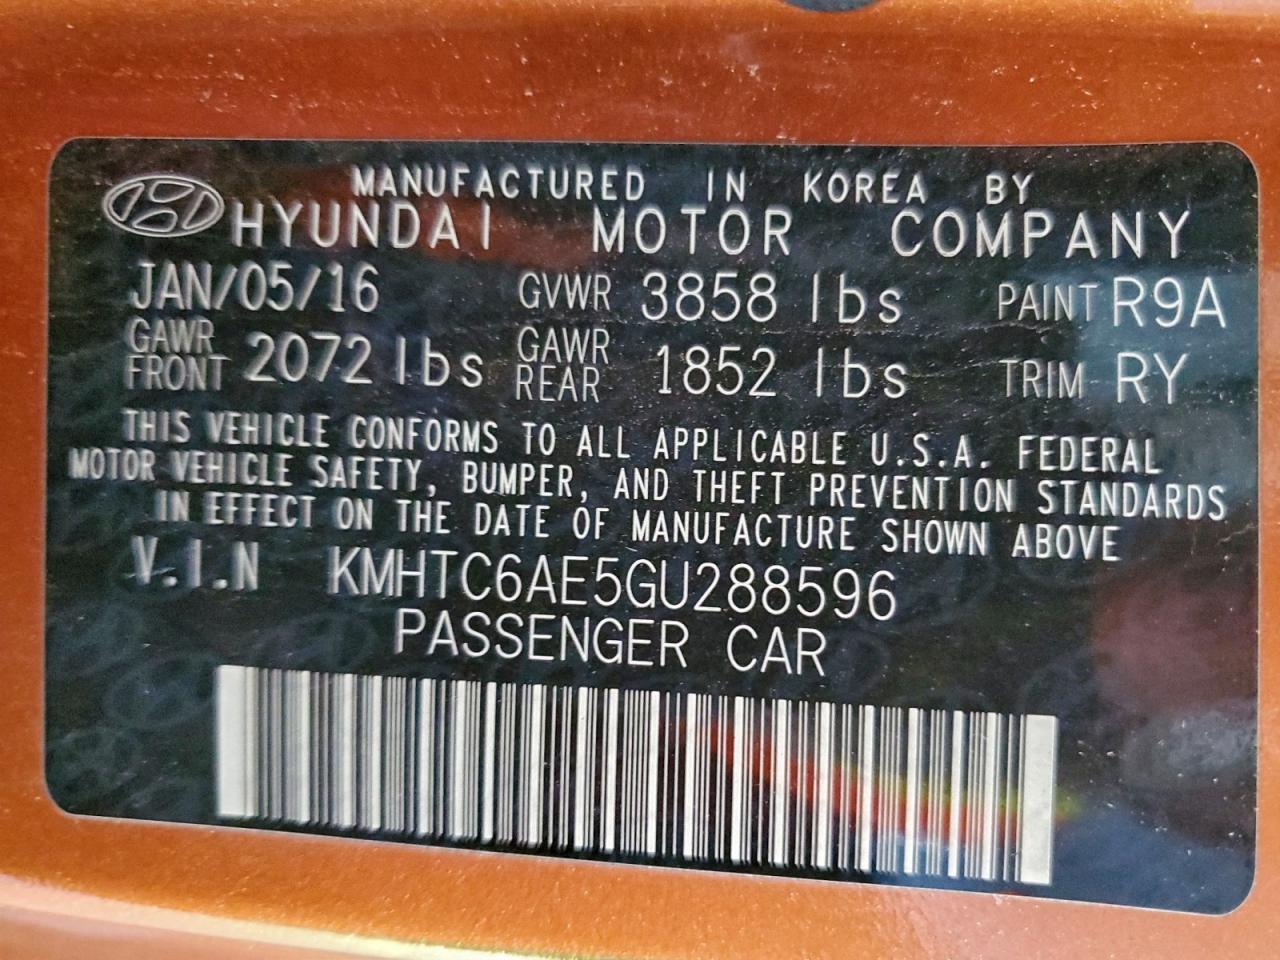 MANUFACTURED IN KOREA BY
HYUNDAI MOTOR COMPANY
JAN/05/16 GVWR 3858 lbs PAINT R9A
GAWR FRONT 2072 lbs GAWR REAR 1852 lbs TRIM RY
THIS VEHICLE CONFORMS TO ALL APPLICABLE U.S.A. FEDERAL
MOTOR VEHICLE SAFETY, BUMPER, AND THEFT PREVENTION STANDARDS
IN EFFECT ON THE DATE OF MANUFACTURE SHOWN ABOVE
V.I.N KMHTC6AE5GU288596
PASSENGER CAR